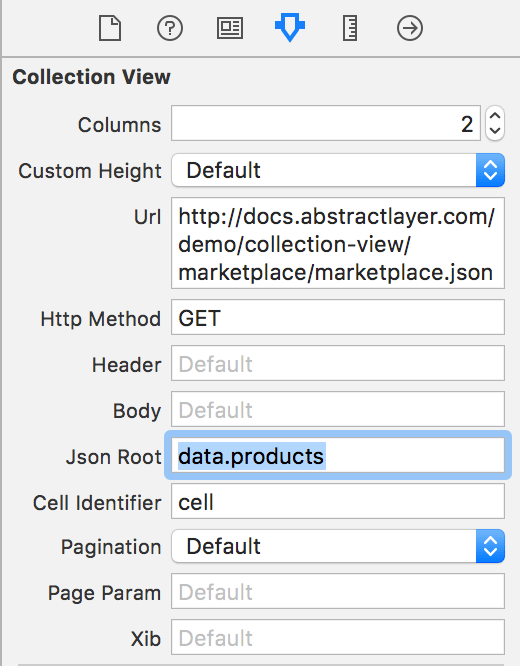 Collection View
Columns 2
Custom Height Default
Url http://docs.abstractlayer.com/
demo/collection-view/
marketplace/marketplace.json
Http Method GET
Header Default
Body Default
Json Root data.products
Cell Identifier cell
Pagination Default
Page Param Default
Xib Default